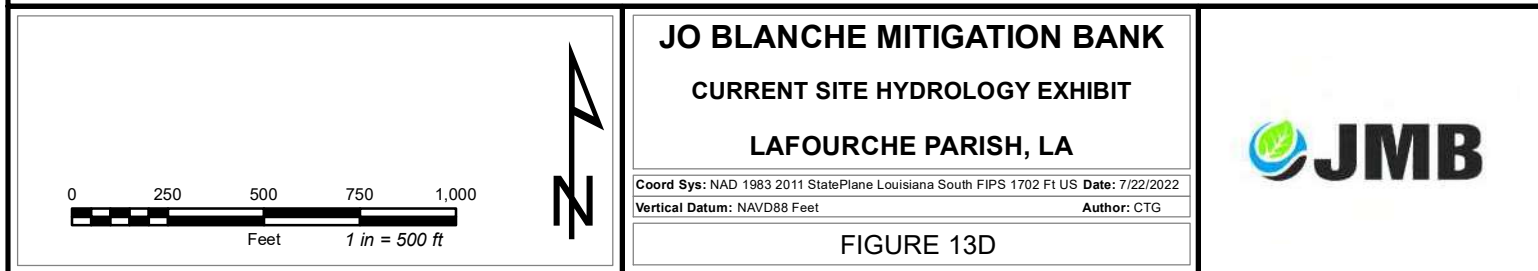 0 250 500 750 1,000
Feet 1 in = 500 ft
N
JO BLANCHE MITIGATION BANK
CURRENT SITE HYDROLOGY EXHIBIT
LAFOURCHE PARISH, LA
Coord Sys: NAD 1983 2011 StatePlane Louisiana South FIPS 1702 Ft US Date: 7/22/2022
Vertical Datum: NAVD88 Feet Author: CTG
FIGURE 13D
JMB